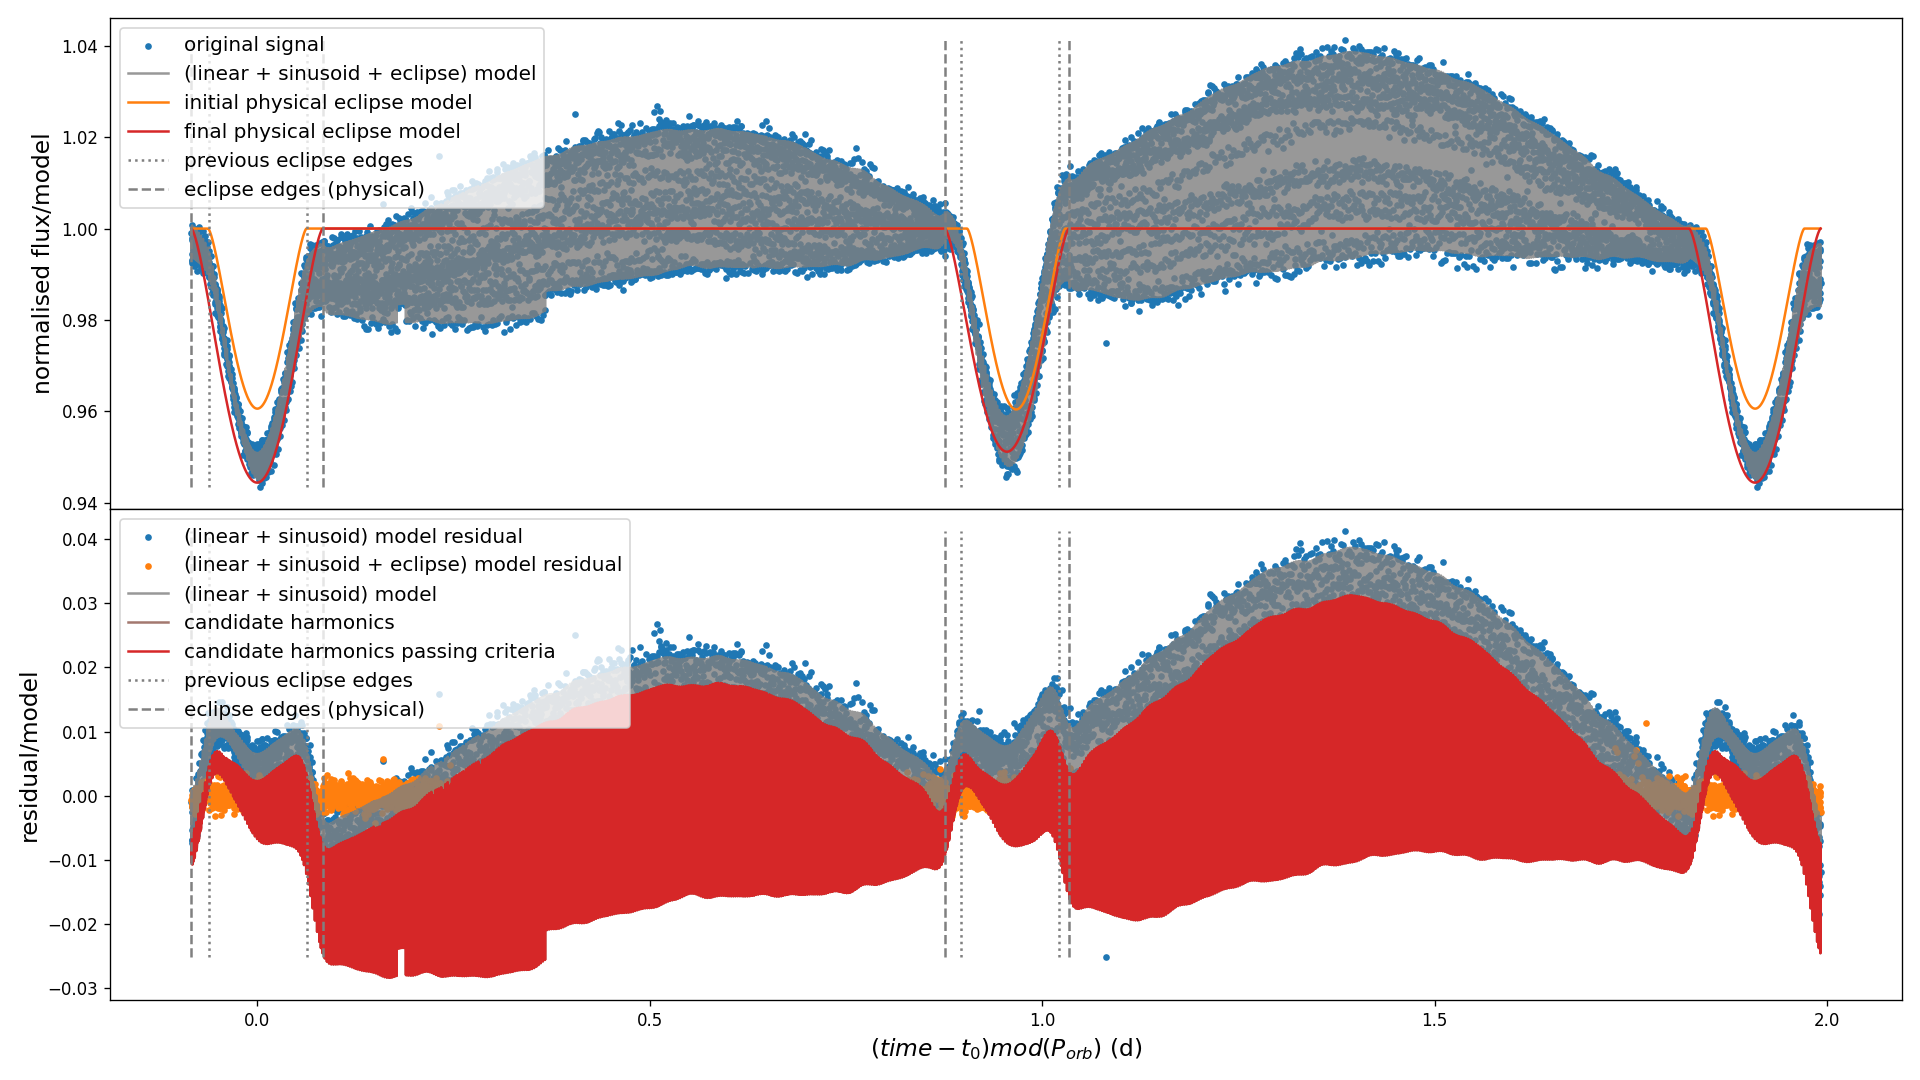 original signal
(linear + sinusoid + eclipse) model
initial physical eclipse model
final physical eclipse model
previous eclipse edges
eclipse edges (physical)
normalised flux/model
1.04
1.02
1.00
0.98
0.96
0.94
(linear + sinusoid) model residual
(linear + sinusoid + eclipse) model residual
(linear + sinusoid) model
candidate harmonics
candidate harmonics passing criteria
previous eclipse edges
eclipse edges (physical)
residual/model
0.04
0.03
0.02
0.01
0.00
−0.01
−0.02
−0.03
0.0 0.5 1.0 1.5 2.0
(time − t₀)mod(P_orb) (d)